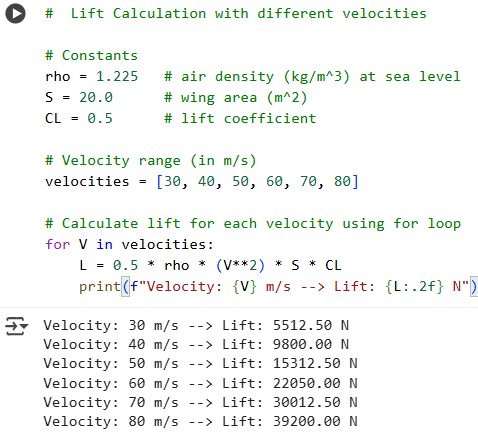 #  Lift Calculation with different velocities
# Constants
rho = 1.225   # air density (kg/m^3) at sea level
S = 20.0      # wing area (m^2)
CL = 0.5      # lift coefficient
# Velocity range (in m/s)
velocities = [30, 40, 50, 60, 70, 80]
# Calculate lift for each velocity using for loop
for V in velocities:
    L = 0.5 * rho * (V**2) * S * CL
    print(f"Velocity: {V} m/s --> Lift: {L:.2f} N")
Velocity: 30 m/s --> Lift: 5512.50 N
Velocity: 40 m/s --> Lift: 9800.00 N
Velocity: 50 m/s --> Lift: 15312.50 N
Velocity: 60 m/s --> Lift: 22050.00 N
Velocity: 70 m/s --> Lift: 30012.50 N
Velocity: 80 m/s --> Lift: 39200.00 N